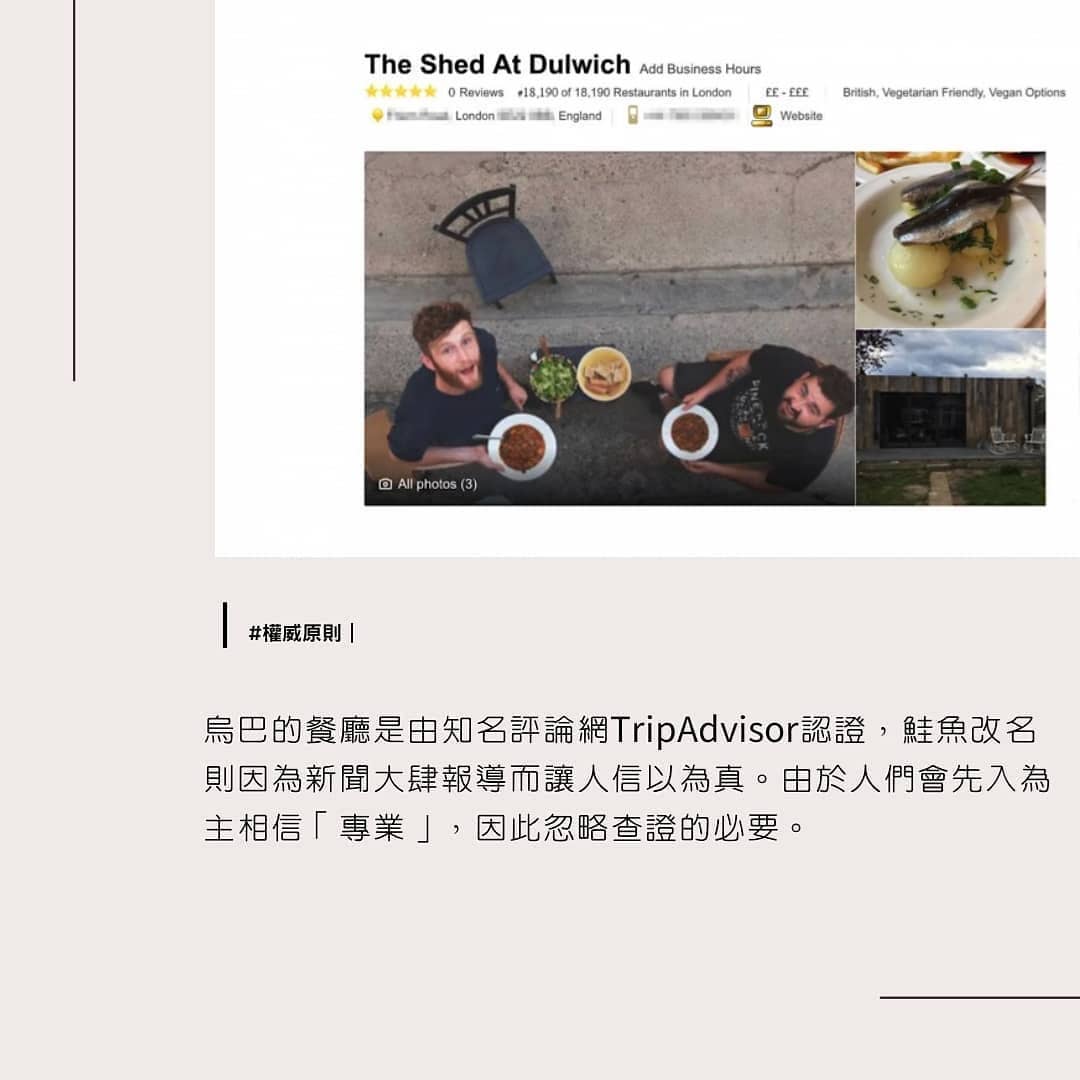 The Shed At Dulwich Add Business Hours
0 Reviews #18,190 of 18,190 Restaurants in London ££ - £££ British, Vegetarian Friendly, Vegan Options
London England Website
All photos (3)
#權威原則｜
烏巴的餐廳是由知名評論網TripAdvisor認證，鮭魚改名
則因為新聞大肆報導而讓人信以為真。由於人們會先入為
主相信「專業」，因此忽略查證的必要。